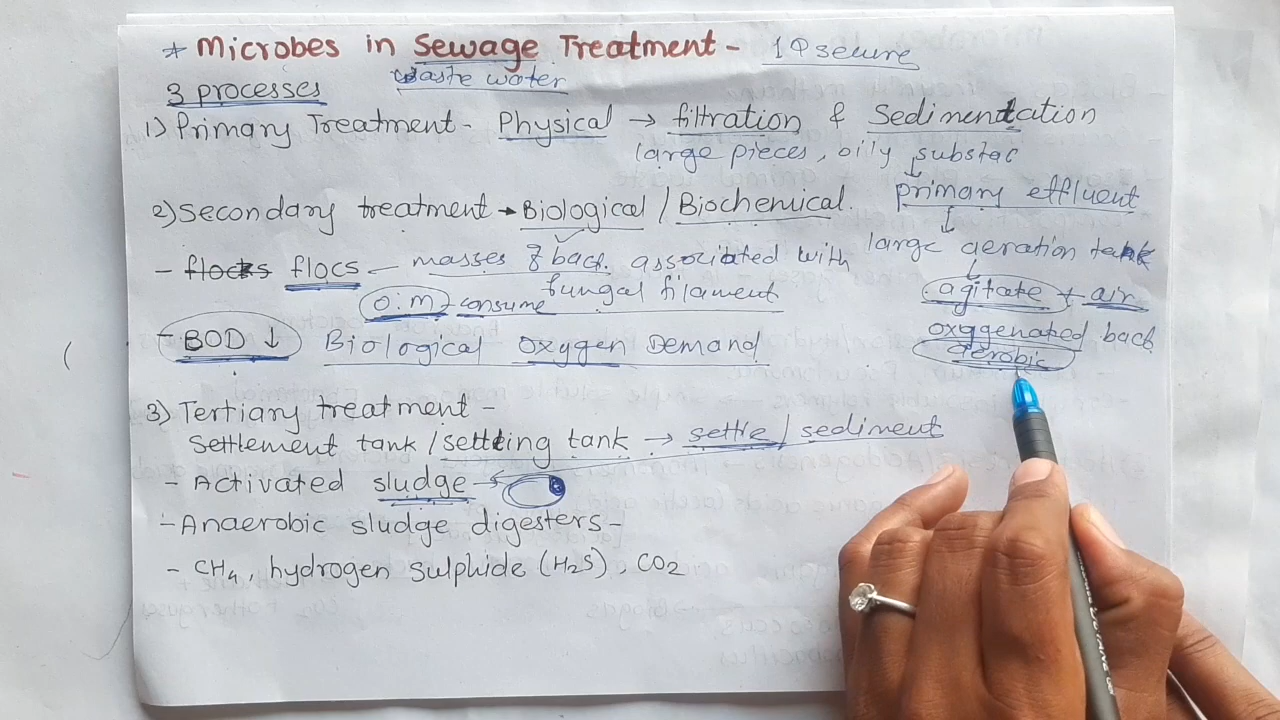 * Microbes in Sewage Treatment - 1 Q secure
waste water
3 processes
1) Primary Treatment - Physical → filtration & Sedimentation
large pieces, oily substac
↓
primary effluent
↓
2) Secondary treatment → Biological / Biochemical.
large aeration tank
↓
- flocs - masses of bact. associated with
fungal filament
O.M - consume
agitate + air
oxygenated bact
aerobic
- BOD ↓ Biological Oxygen Demand
3) Tertiary treatment -
Settlement tank / settling tank → settle / sediment
- Activated sludge
- Anaerobic sludge digesters -
- CH4, hydrogen sulphide (H2S), CO2